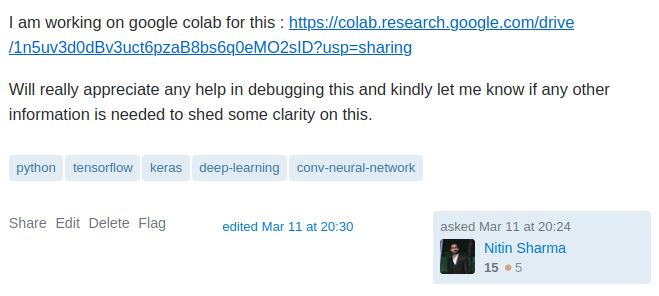 I am working on google colab for this : https://colab.research.google.com/drive
/1n5uv3d0dBv3uct6pzaB8bs6q0eMO2sID?usp=sharing
Will really appreciate any help in debugging this and kindly let me know if any other
information is needed to shed some clarity on this.
python tensorflow keras deep-learning conv-neural-network
Share Edit Delete Flag
edited Mar 11 at 20:30
asked Mar 11 at 20:24
Nitin Sharma
15 5